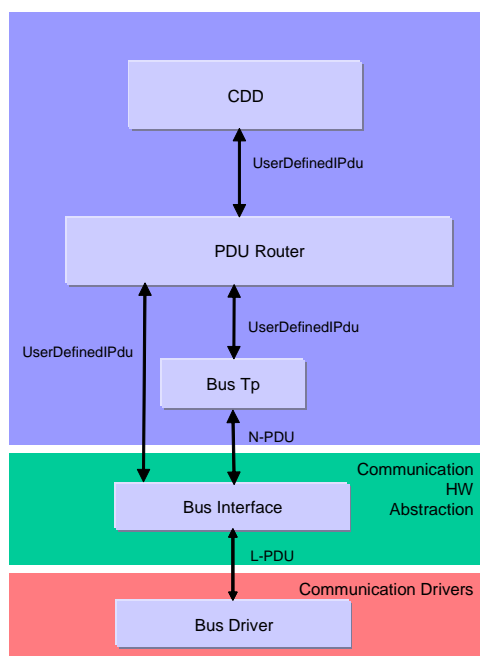 CDD
UserDefinedIPdu
PDU Router
UserDefinedIPdu
UserDefinedIPdu
Bus Tp
N-PDU
Communication
HW
Abstraction
Bus Interface
L-PDU
Communication Drivers
Bus Driver